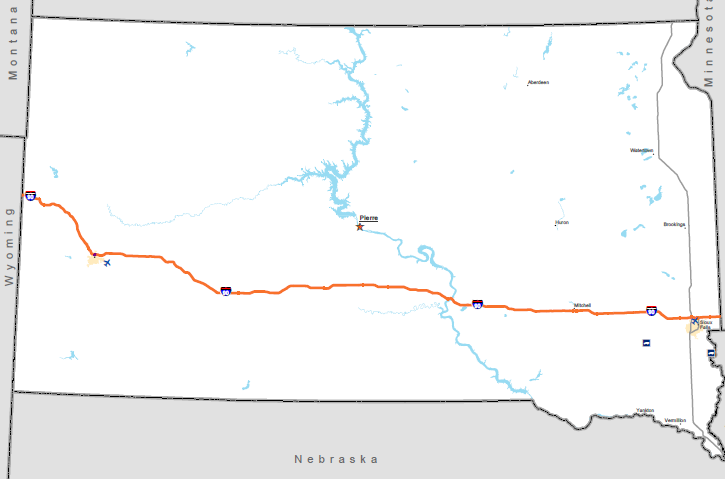 Montana
Minnesota
Aberdeen
Watertown
Wyoming
Pierre
Huron
Brookings
Mitchell
Sioux
Falls
Yankton
Vermillion
Nebraska